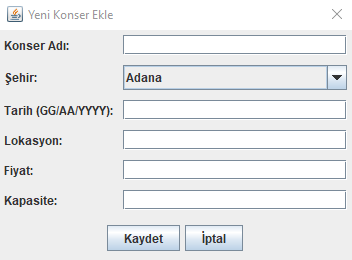 Yeni Konser Ekle
Konser Adı:
Şehir: Adana
Tarih (GG/AA/YYYY):
Lokasyon:
Fiyat:
Kapasite:
Kaydet İptal